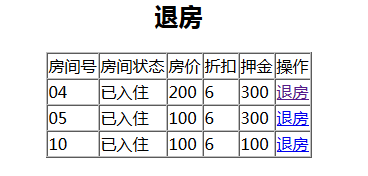 退房
房间号 房间状态 房价 折扣 押金 操作
04 已入住 200 6 300 退房
05 已入住 100 6 300 退房
10 已入住 100 6 100 退房